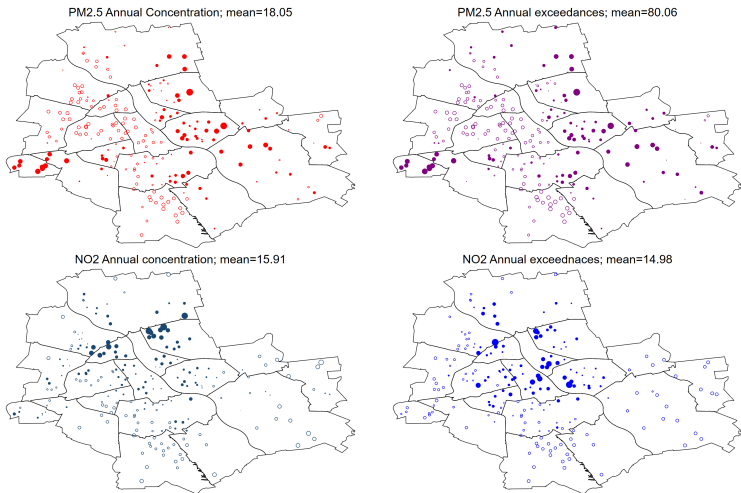 PM2.5 Annual Concentration; mean=18.05
PM2.5 Annual exceedances; mean=80.06
NO2 Annual concentration; mean=15.91
NO2 Annual exceednaces; mean=14.98